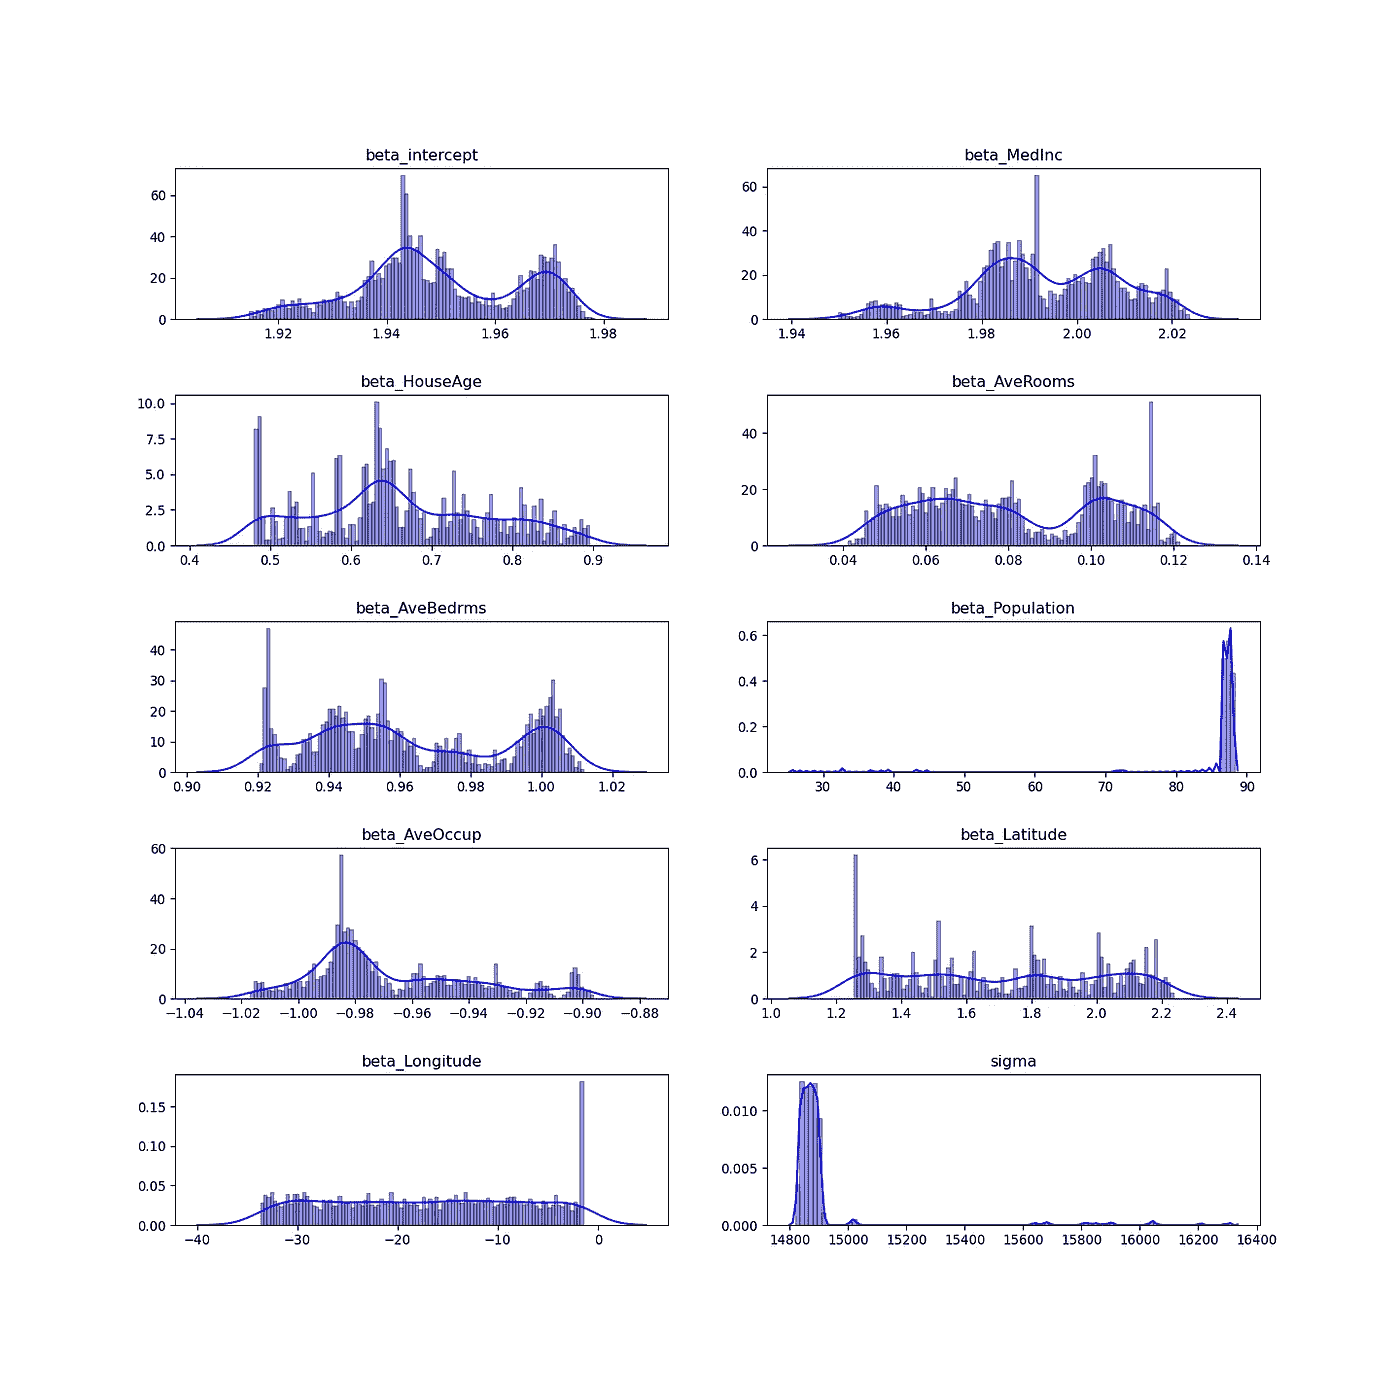 beta_intercept
60
40
20
0
1.92 1.94 1.96 1.98
beta_MedInc
60
40
20
0
1.94 1.96 1.98 2.00 2.02
beta_HouseAge
10.0
7.5
5.0
2.5
0.0
0.4 0.5 0.6 0.7 0.8 0.9
beta_AveRooms
40
20
0
0.04 0.06 0.08 0.10 0.12 0.14
beta_AveBedrms
40
30
20
10
0
0.90 0.92 0.94 0.96 0.98 1.00 1.02
beta_Population
0.6
0.4
0.2
0.0
30 40 50 60 70 80 90
beta_AveOccup
60
40
20
0
−1.04 −1.02 −1.00 −0.98 −0.96 −0.94 −0.92 −0.90 −0.88
beta_Latitude
6
4
2
0
1.0 1.2 1.4 1.6 1.8 2.0 2.2 2.4
beta_Longitude
0.15
0.10
0.05
0.00
−40 −30 −20 −10 0
sigma
0.010
0.005
0.000
14800 15000 15200 15400 15600 15800 16000 16200 16400